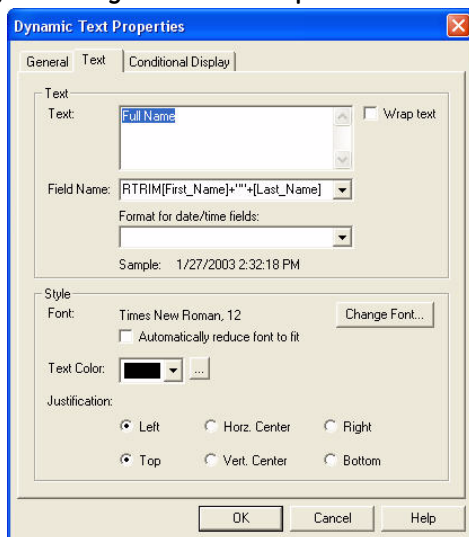 Dynamic Text Properties
General Text Conditional Display
Text
Text: Full Name Wrap text
Field Name: RTRIM[First_Name]+""+[Last_Name]
Format for date/time fields:
Sample: 1/27/2003 2:32:18 PM
Style
Font: Times New Roman, 12 Change Font...
Automatically reduce font to fit
Text Color: ...
Justification:
Left Horz. Center Right
Top Vert. Center Bottom
OK Cancel Help